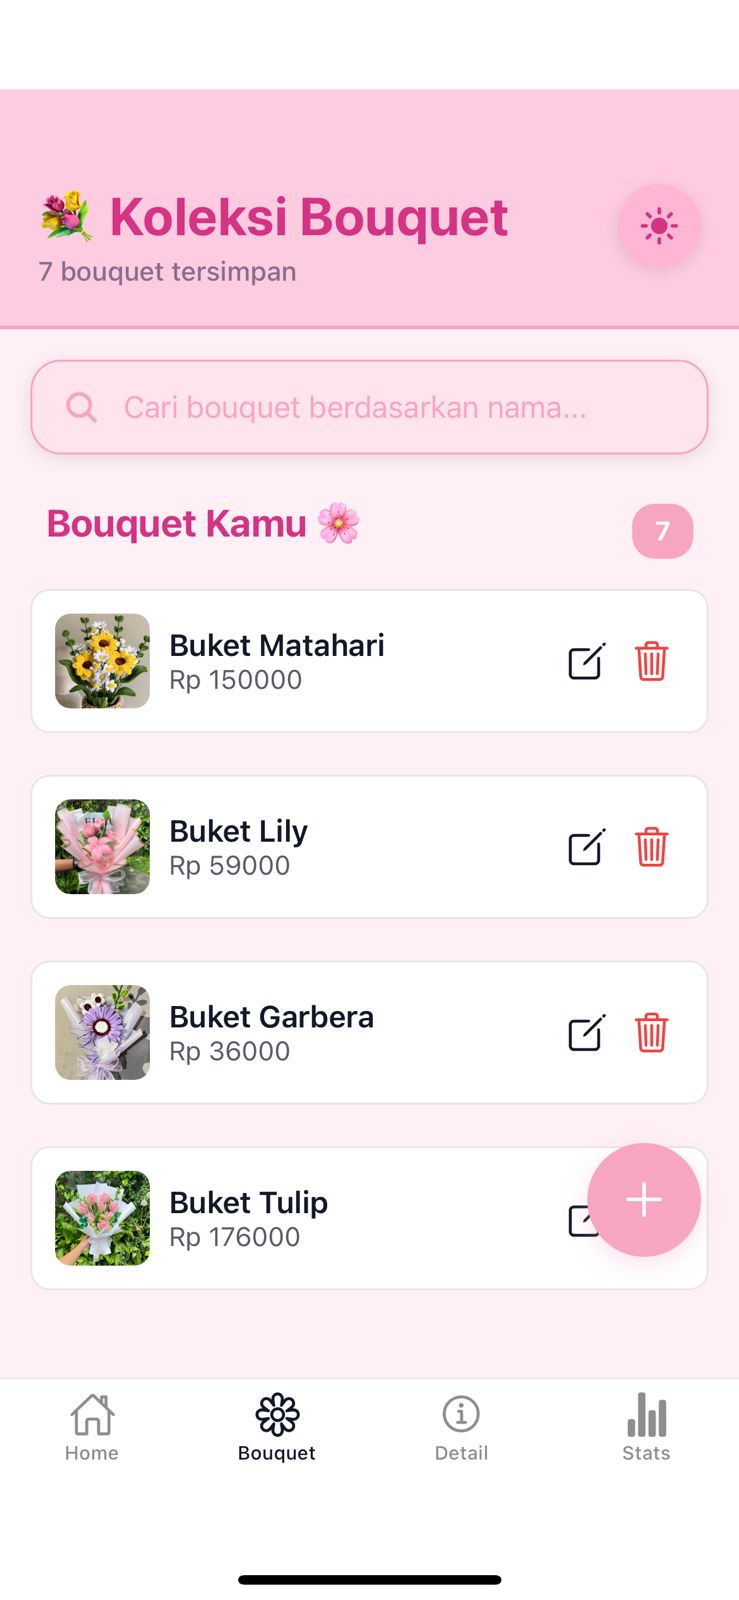 Koleksi Bouquet
7 bouquet tersimpan
Cari bouquet berdasarkan nama...
Bouquet Kamu
7
Buket Matahari
Rp 150000
Buket Lily
Rp 59000
Buket Garbera
Rp 36000
Buket Tulip
Rp 176000
Home
Bouquet
Detail
Stats